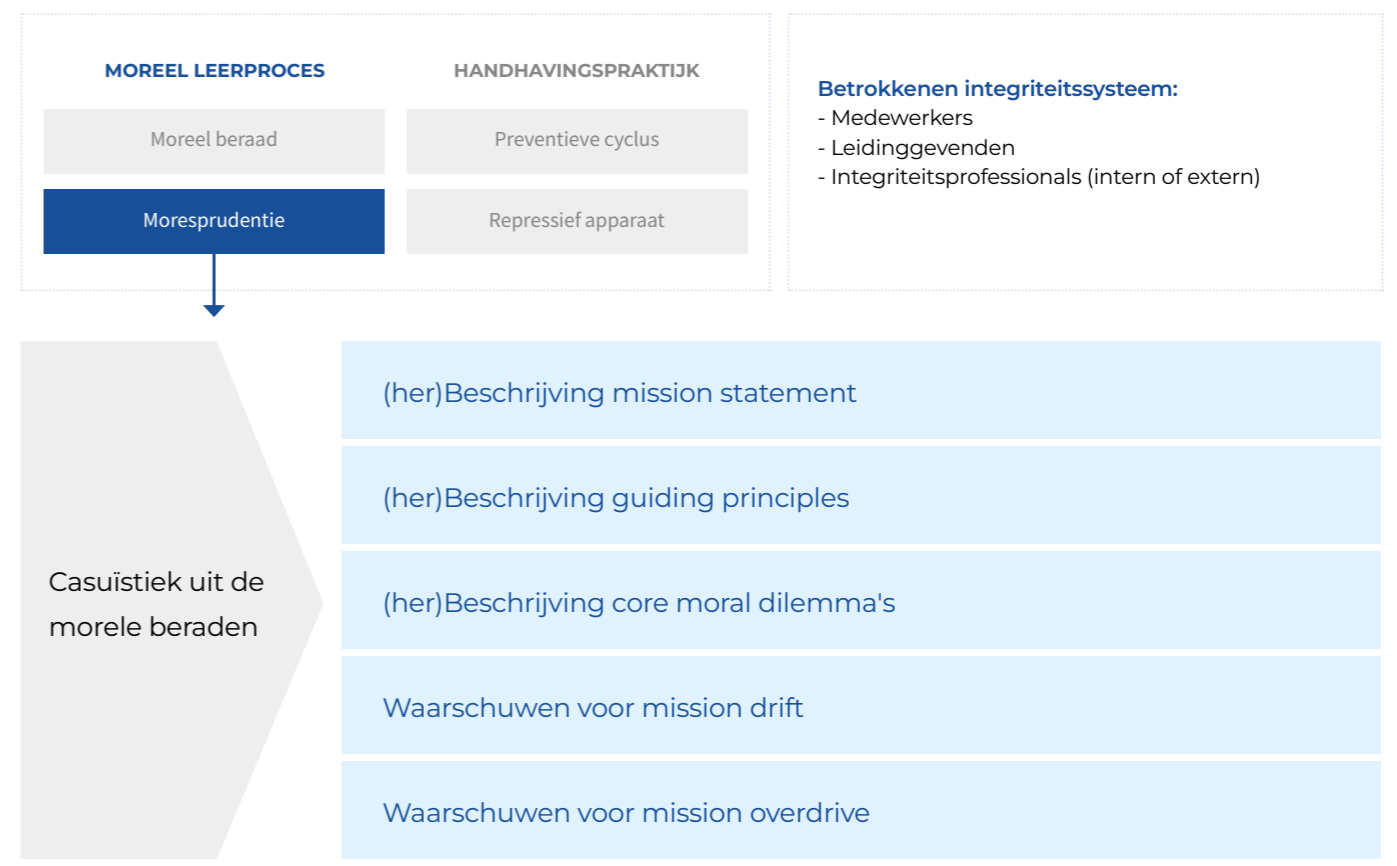 MOREEL LEERPROCES
HANDHAVINGSPRAKTIJK
Moreel beraad
Preventieve cyclus
Moresprudentie
Repressief apparaat
Betrokkenen integriteitssysteem:
- Medewerkers
- Leidinggevenden
- Integriteitsprofessionals (intern of extern)
Casuïstiek uit de
morele beraden
(her)Beschrijving mission statement
(her)Beschrijving guiding principles
(her)Beschrijving core moral dilemma's
Waarschuwen voor mission drift
Waarschuwen voor mission overdrive